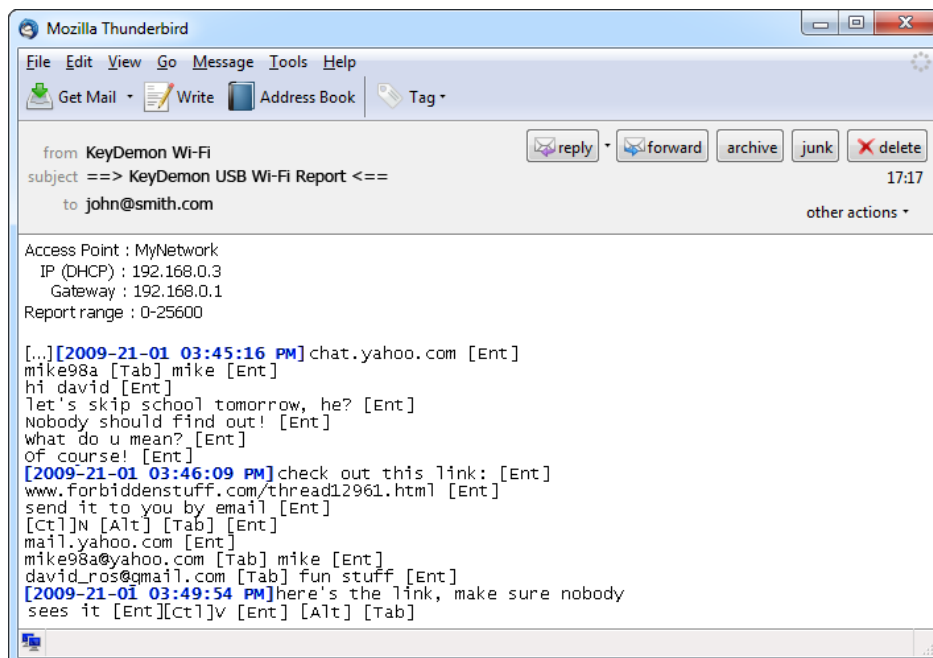 Mozilla Thunderbird
File Edit View Go Message Tools Help
Get Mail Write Address Book Tag
from KeyDemon Wi-Fi
reply forward archive junk delete
subject ==> KeyDemon USB Wi-Fi Report <==
17:17
to john@smith.com
other actions
Access Point : MyNetwork
IP (DHCP) : 192.168.0.3
Gateway : 192.168.0.1
Report range : 0-25600
[...][2009-21-01 03:45:16 PM]chat.yahoo.com [Ent]
mike98a [Tab] mike [Ent]
hi david [Ent]
let's skip school tomorrow, he? [Ent]
Nobody should find out! [Ent]
what do u mean? [Ent]
Of course! [Ent]
[2009-21-01 03:46:09 PM]check out this link: [Ent]
www.forbiddenstuff.com/thread12961.html [Ent]
send it to you by email [Ent]
[Ctl]N [Alt] [Tab] [Ent]
mail.yahoo.com [Ent]
mike98a@yahoo.com [Tab] mike [Ent]
david_ros@gmail.com [Tab] fun stuff [Ent]
[2009-21-01 03:49:54 PM]here's the link, make sure nobody
sees it [Ent][Ctl]V [Ent] [Alt] [Tab]